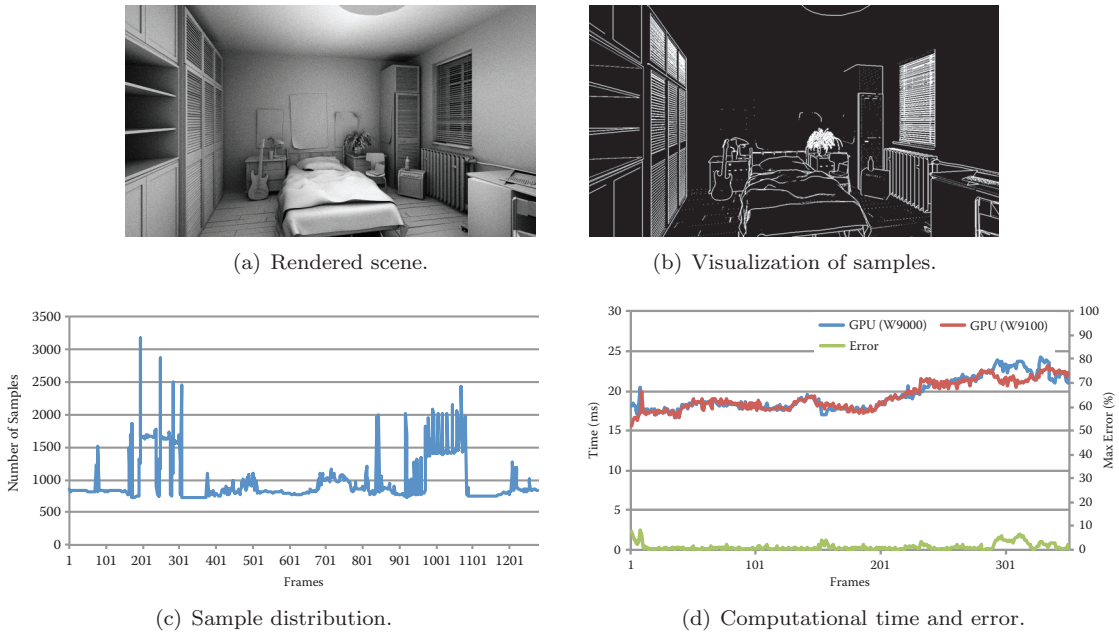 (a) Rendered scene.
(b) Visualization of samples.
3500
3000
2500
2000
1500
1000
500
0
Number of Samples
1 101 201 301 401 501 601 701 801 901 1001 1101 1201
Frames
(c) Sample distribution.
30
25
20
15
10
5
0
Time (ms)
GPU (W9000) GPU (W9100)
Error
100
90
80
70
60
50
40
30
20
10
0
Max Error (%)
1 101 201 301
Frames
(d) Computational time and error.